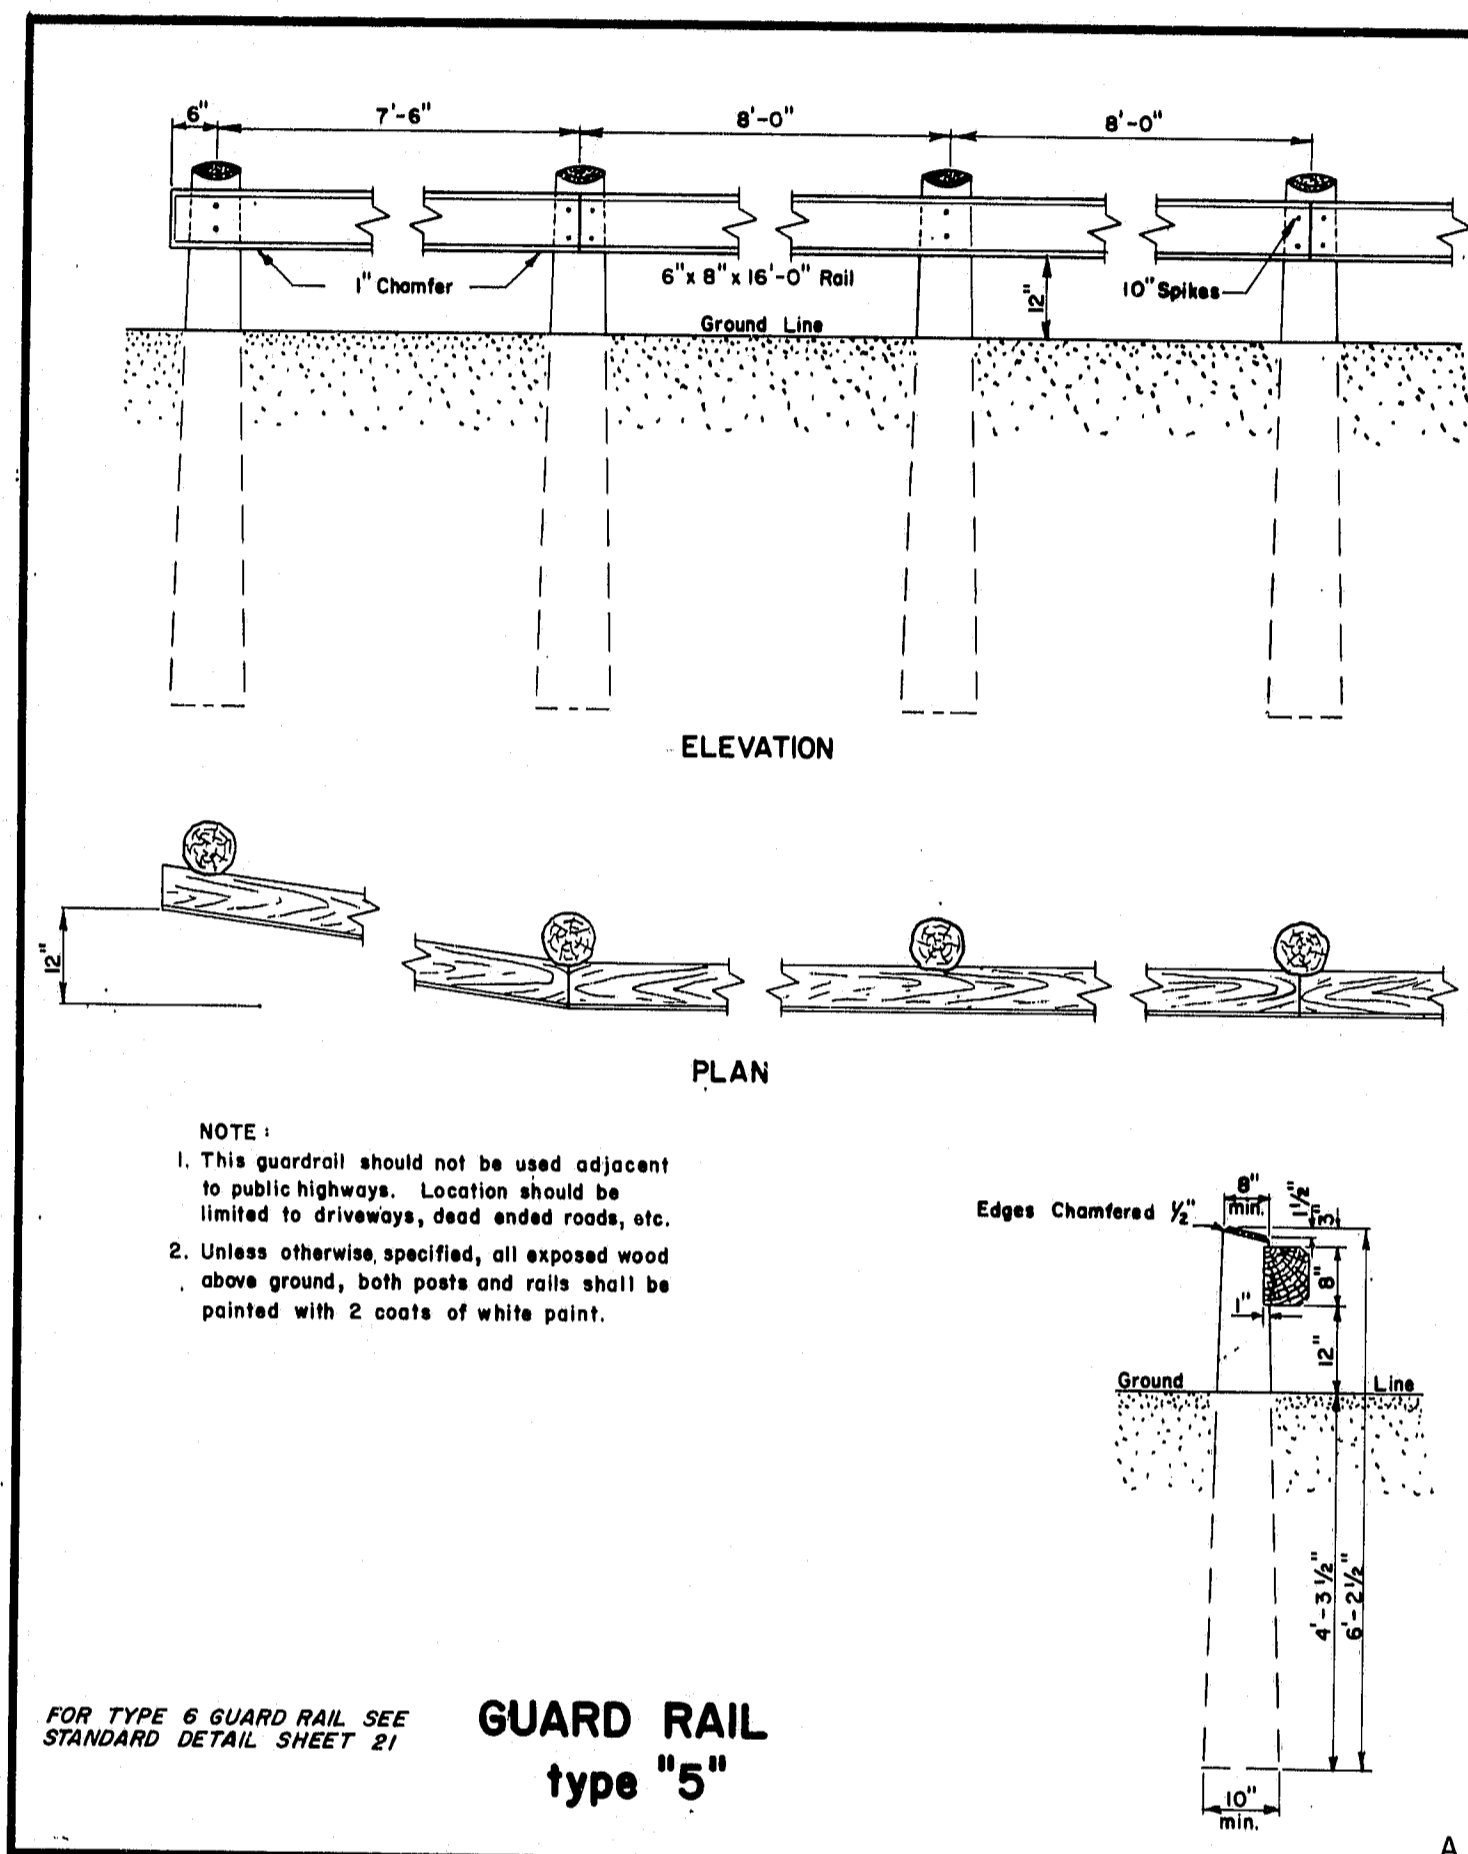 6" 7'-6" 8'-0" 8'-0"
1" Chamfer
6"x 8"x 16'-0" Rail
12"
10" Spikes
Ground Line
ELEVATION
12"
PLAN
NOTE :
1. This guardrail should not be used adjacent
to public highways. Location should be
limited to driveways, dead ended roads, etc.
2. Unless otherwise specified, all exposed wood
above ground, both posts and rails shall be
painted with 2 coats of white paint.
Edges Chamfered ½"
8"
min.
1½"
3"
8"
1"
12"
Ground Line
4'-3½"
6'-2½"
10"
min.
FOR TYPE 6 GUARD RAIL SEE
STANDARD DETAIL SHEET 21
GUARD RAIL
type "5"
A